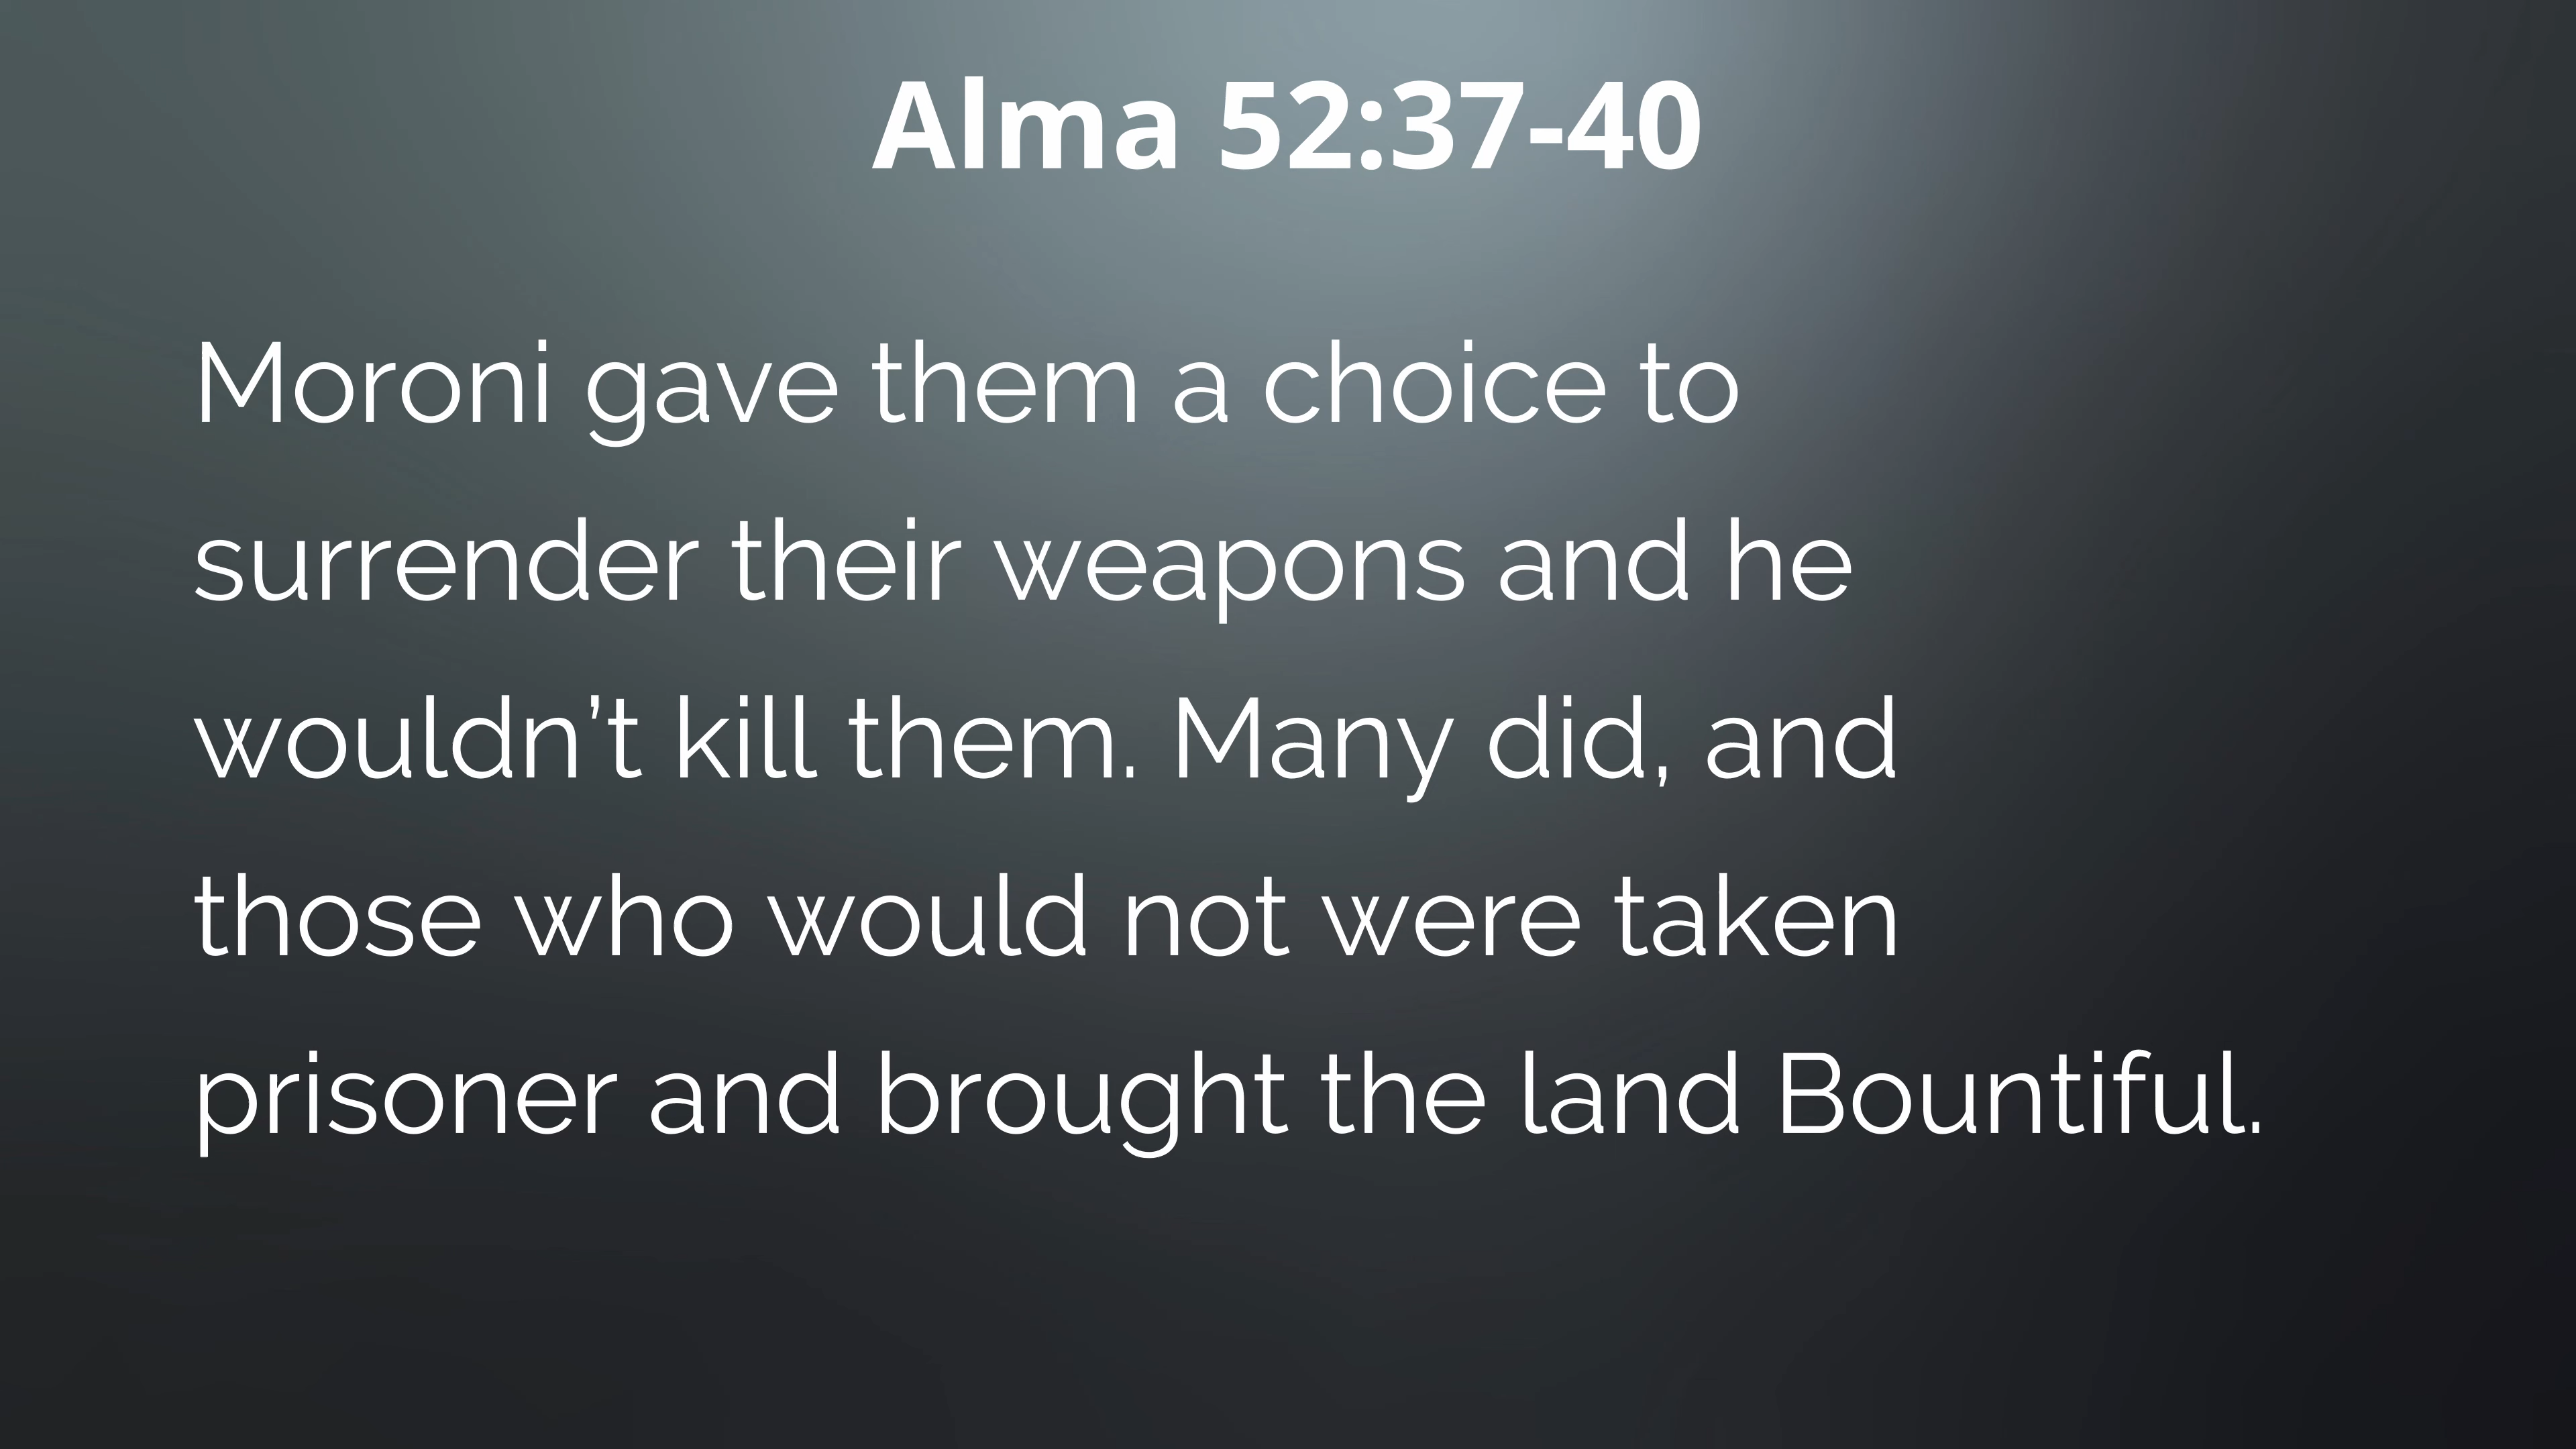 Alma 52:37-40
Moroni gave them a choice to
surrender their weapons and he
wouldn’t kill them. Many did, and
those who would not were taken
prisoner and brought the land Bountiful.